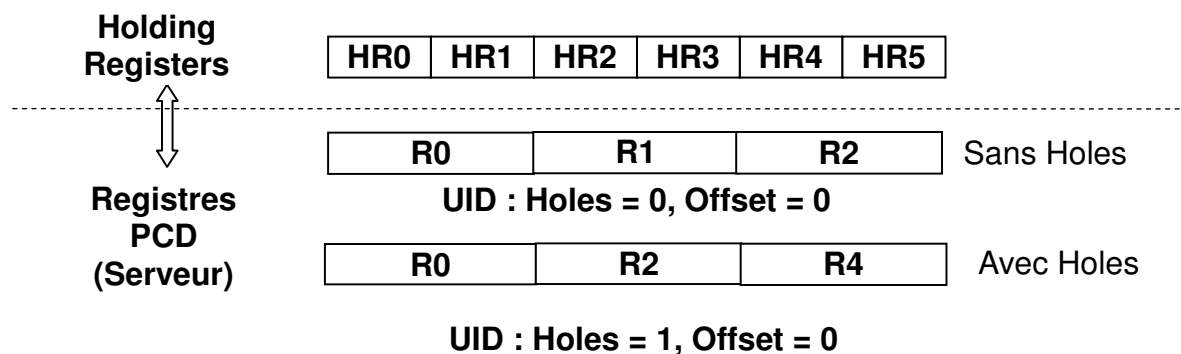 Holding
Registers
HR0 HR1 HR2 HR3 HR4 HR5
R0 R1 R2 Sans Holes
UID : Holes = 0, Offset = 0
Registres
PCD
(Serveur)
R0 R2 R4 Avec Holes
UID : Holes = 1, Offset = 0